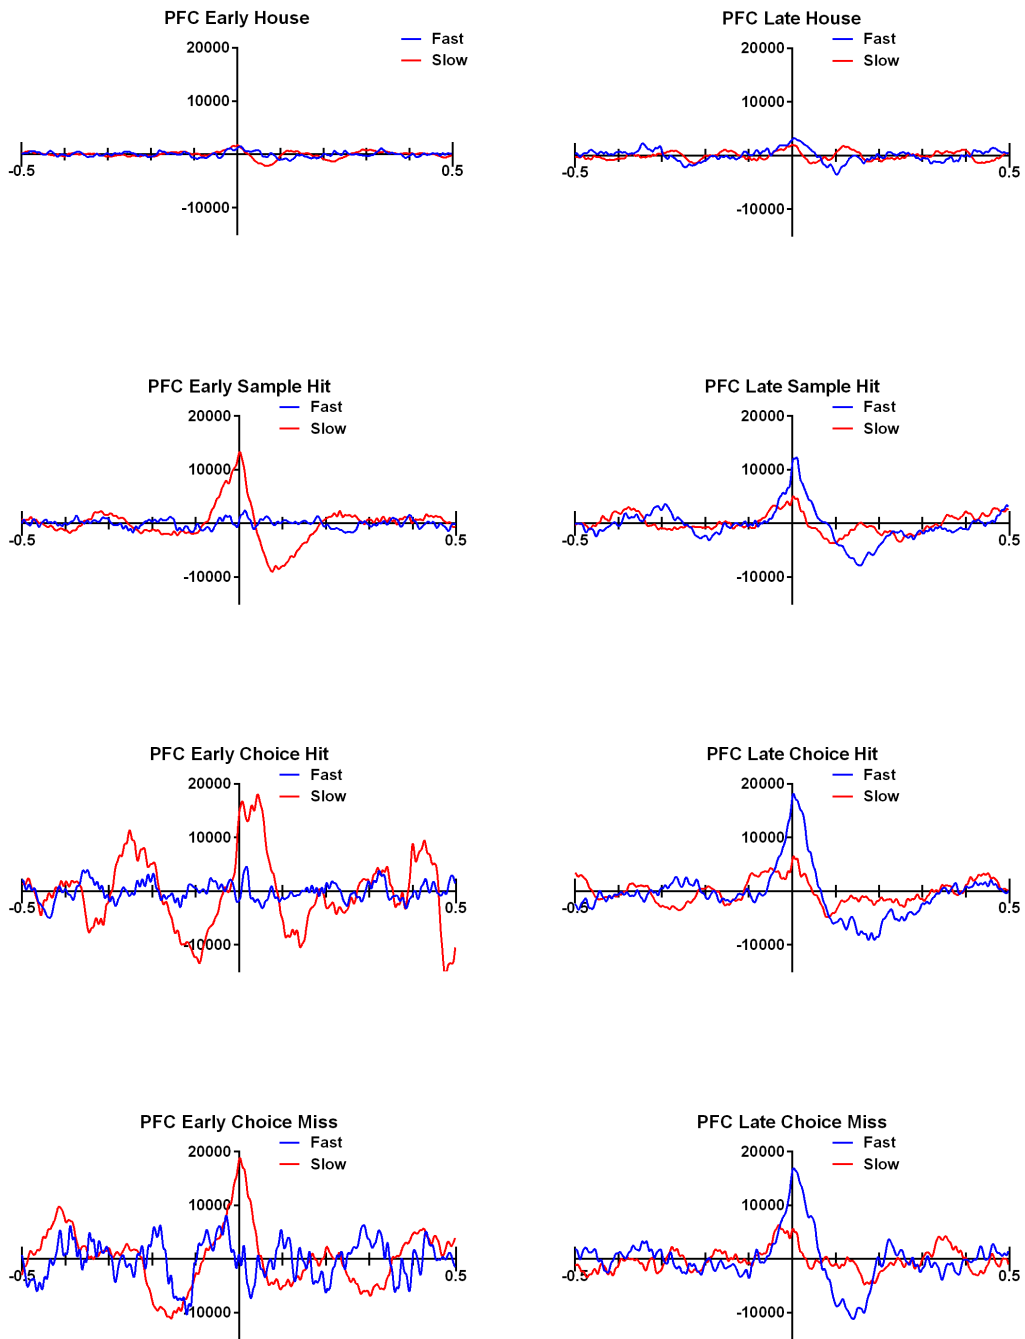 PFC Early House
Fast
Slow
20000
10000
-0.5
0.5
-10000
PFC Late House
Fast
Slow
20000
10000
-0.5
0.5
-10000
PFC Early Sample Hit
Fast
Slow
20000
10000
-0.5
0.5
-10000
PFC Late Sample Hit
Fast
Slow
20000
10000
-0.5
0.5
-10000
PFC Early Choice Hit
Fast
Slow
20000
10000
-0.5
0.5
-10000
PFC Late Choice Hit
Fast
Slow
20000
10000
-0.5
0.5
-10000
PFC Early Choice Miss
Fast
Slow
20000
10000
-0.5
0.5
-10000
PFC Late Choice Miss
Fast
Slow
20000
10000
-0.5
0.5
-10000